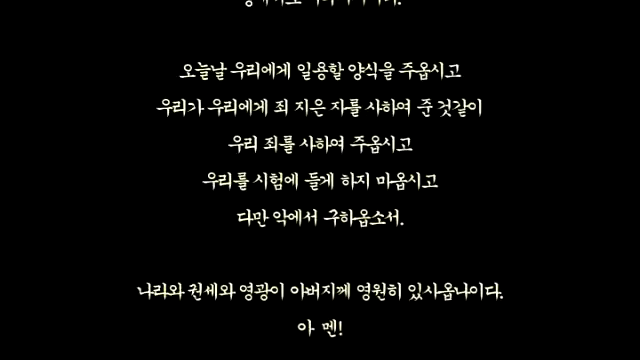 오늘날 우리에게 일용할 양식을 주옵시고
우리가 우리에게 죄 지은 자를 사하여 준 것같이
우리 죄를 사하여 주옵시고
우리를 시험에 들게 하지 마옵시고
다만 악에서 구하옵소서.
나라와 권세와 영광이 아버지께 영원히 있사옵나이다.
아 멘!